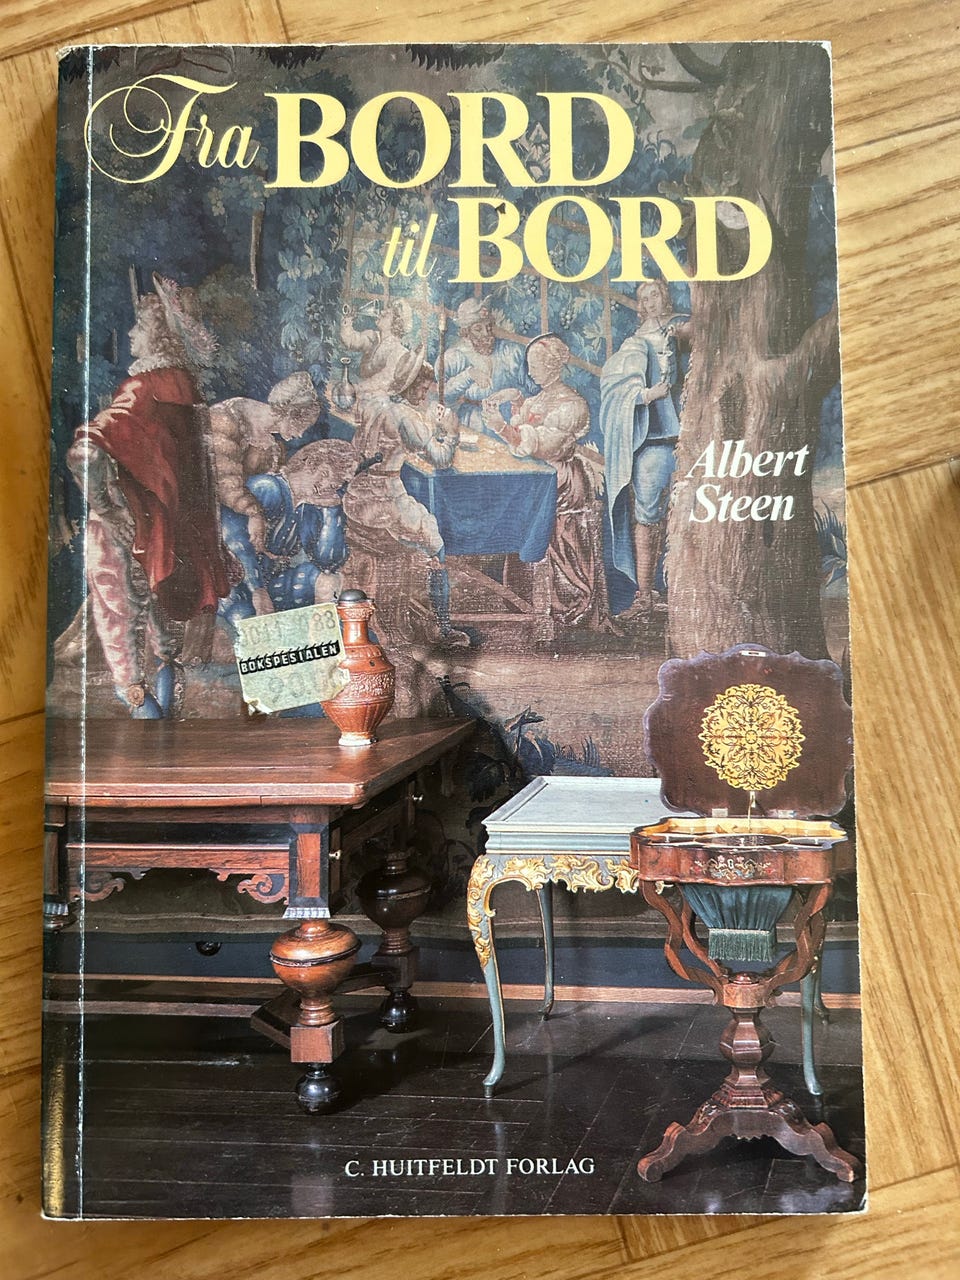 Fra BORD
til BORD
Albert
Steen
BOKSPESIALEN
C. HUITFELDT FORLAG